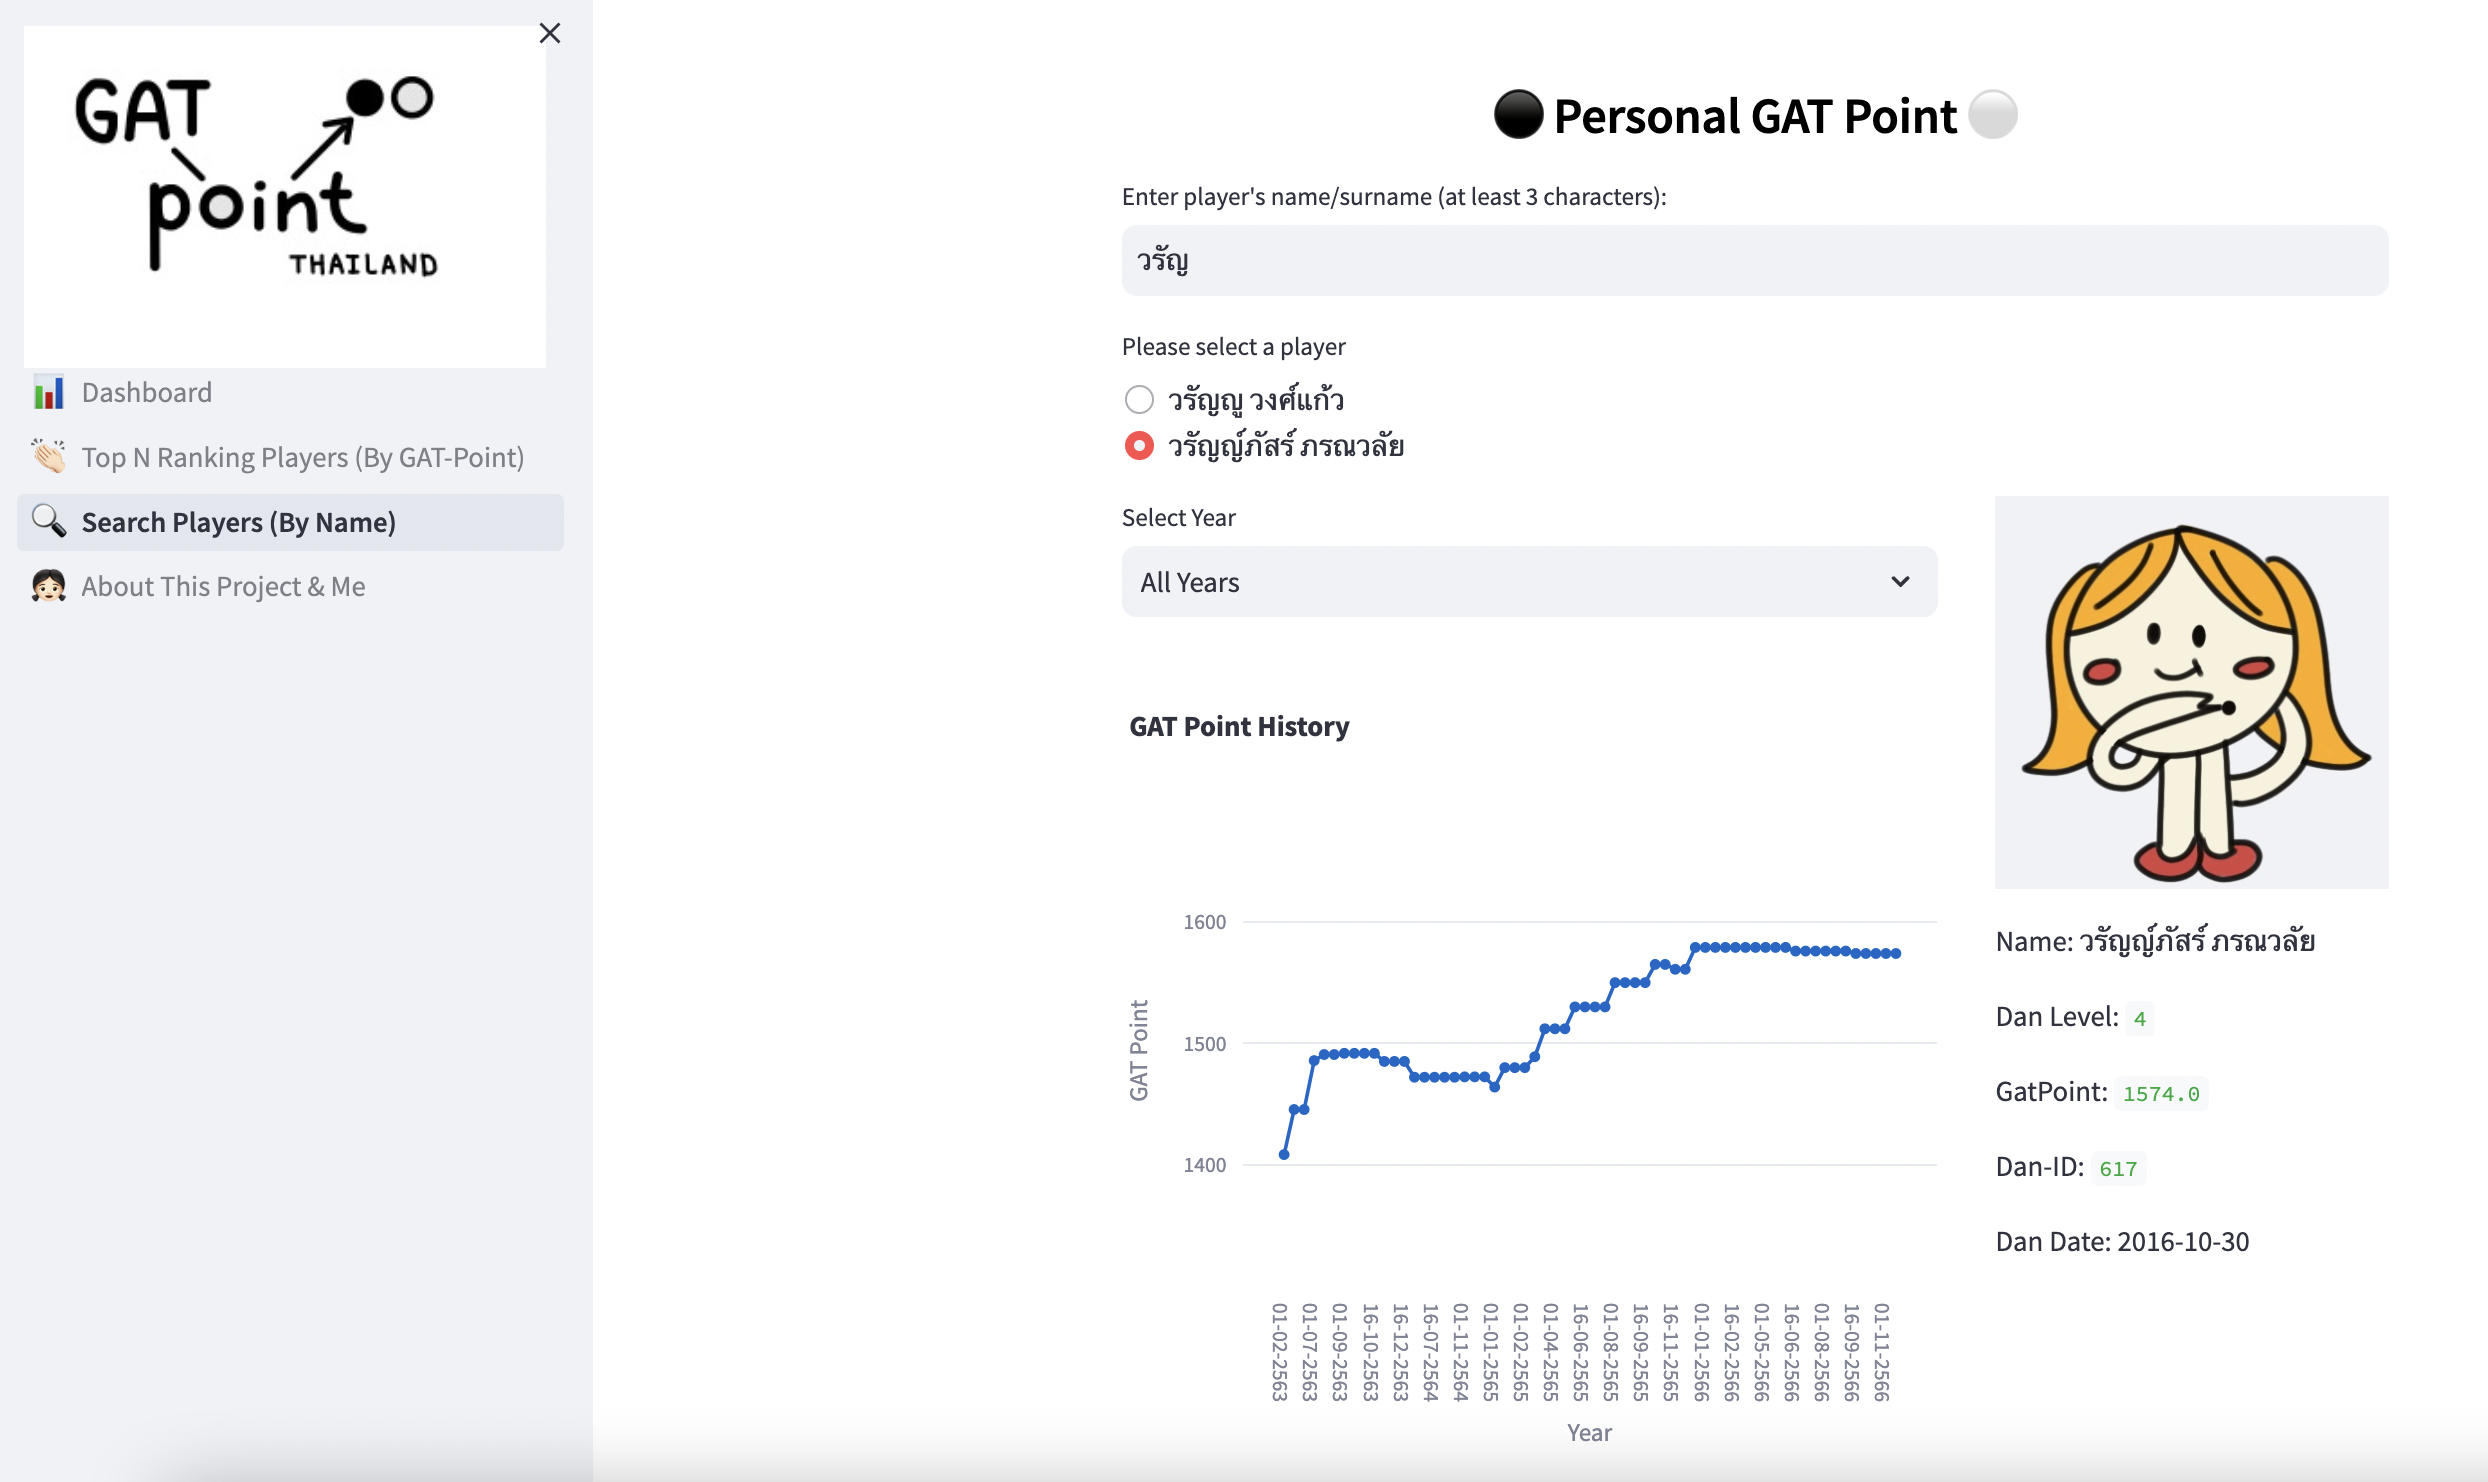 GAT
point
THAILAND
Dashboard
Top N Ranking Players (By GAT-Point)
Search Players (By Name)
About This Project & Me
Personal GAT Point
Enter player's name/surname (at least 3 characters):
วรัญ
Please select a player
วรัญญู วงศ์แก้ว
วรัญญ์ภัสร์ ภรณวลัย
Select Year
All Years
GAT Point History
1600
1500
1400
GAT Point
01-02-2563
01-07-2563
01-09-2563
16-10-2563
16-12-2563
16-07-2564
01-11-2564
01-01-2565
01-02-2565
01-04-2565
16-06-2565
01-08-2565
16-09-2565
16-11-2565
01-01-2566
16-02-2566
01-05-2566
16-06-2566
01-08-2566
16-09-2566
01-11-2566
Year
Name: วรัญญ์ภัสร์ ภรณวลัย
Dan Level: 4
GatPoint: 1574.0
Dan-ID: 617
Dan Date: 2016-10-30